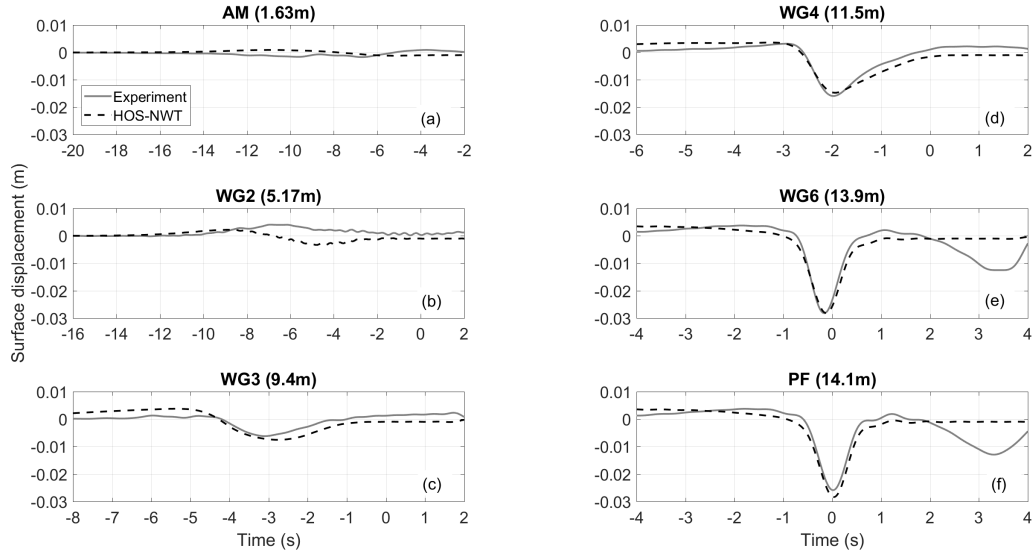 AM (1.63m)
0.01
0
-0.01
-0.02
-0.03
Experiment
HOS-NWT
(a)
-20 -18 -16 -14 -12 -10 -8 -6 -4 -2
WG2 (5.17m)
0.01
0
-0.01
-0.02
-0.03
(b)
-16 -14 -12 -10 -8 -6 -4 -2 0 2
Surface displacement (m)
WG3 (9.4m)
0.01
0
-0.01
-0.02
-0.03
(c)
-8 -7 -6 -5 -4 -3 -2 -1 0 1 2
Time (s)
WG4 (11.5m)
0.01
0
-0.01
-0.02
-0.03
(d)
-6 -5 -4 -3 -2 -1 0 1 2
WG6 (13.9m)
0.01
0
-0.01
-0.02
-0.03
(e)
-4 -3 -2 -1 0 1 2 3 4
PF (14.1m)
0.01
0
-0.01
-0.02
-0.03
(f)
-4 -3 -2 -1 0 1 2 3 4
Time (s)